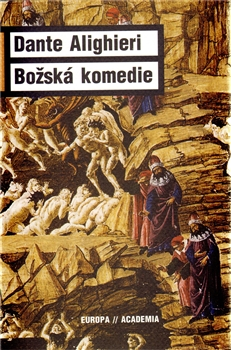 Dante Alighieri
Božská komedie
EUROPA // ACADEMIA